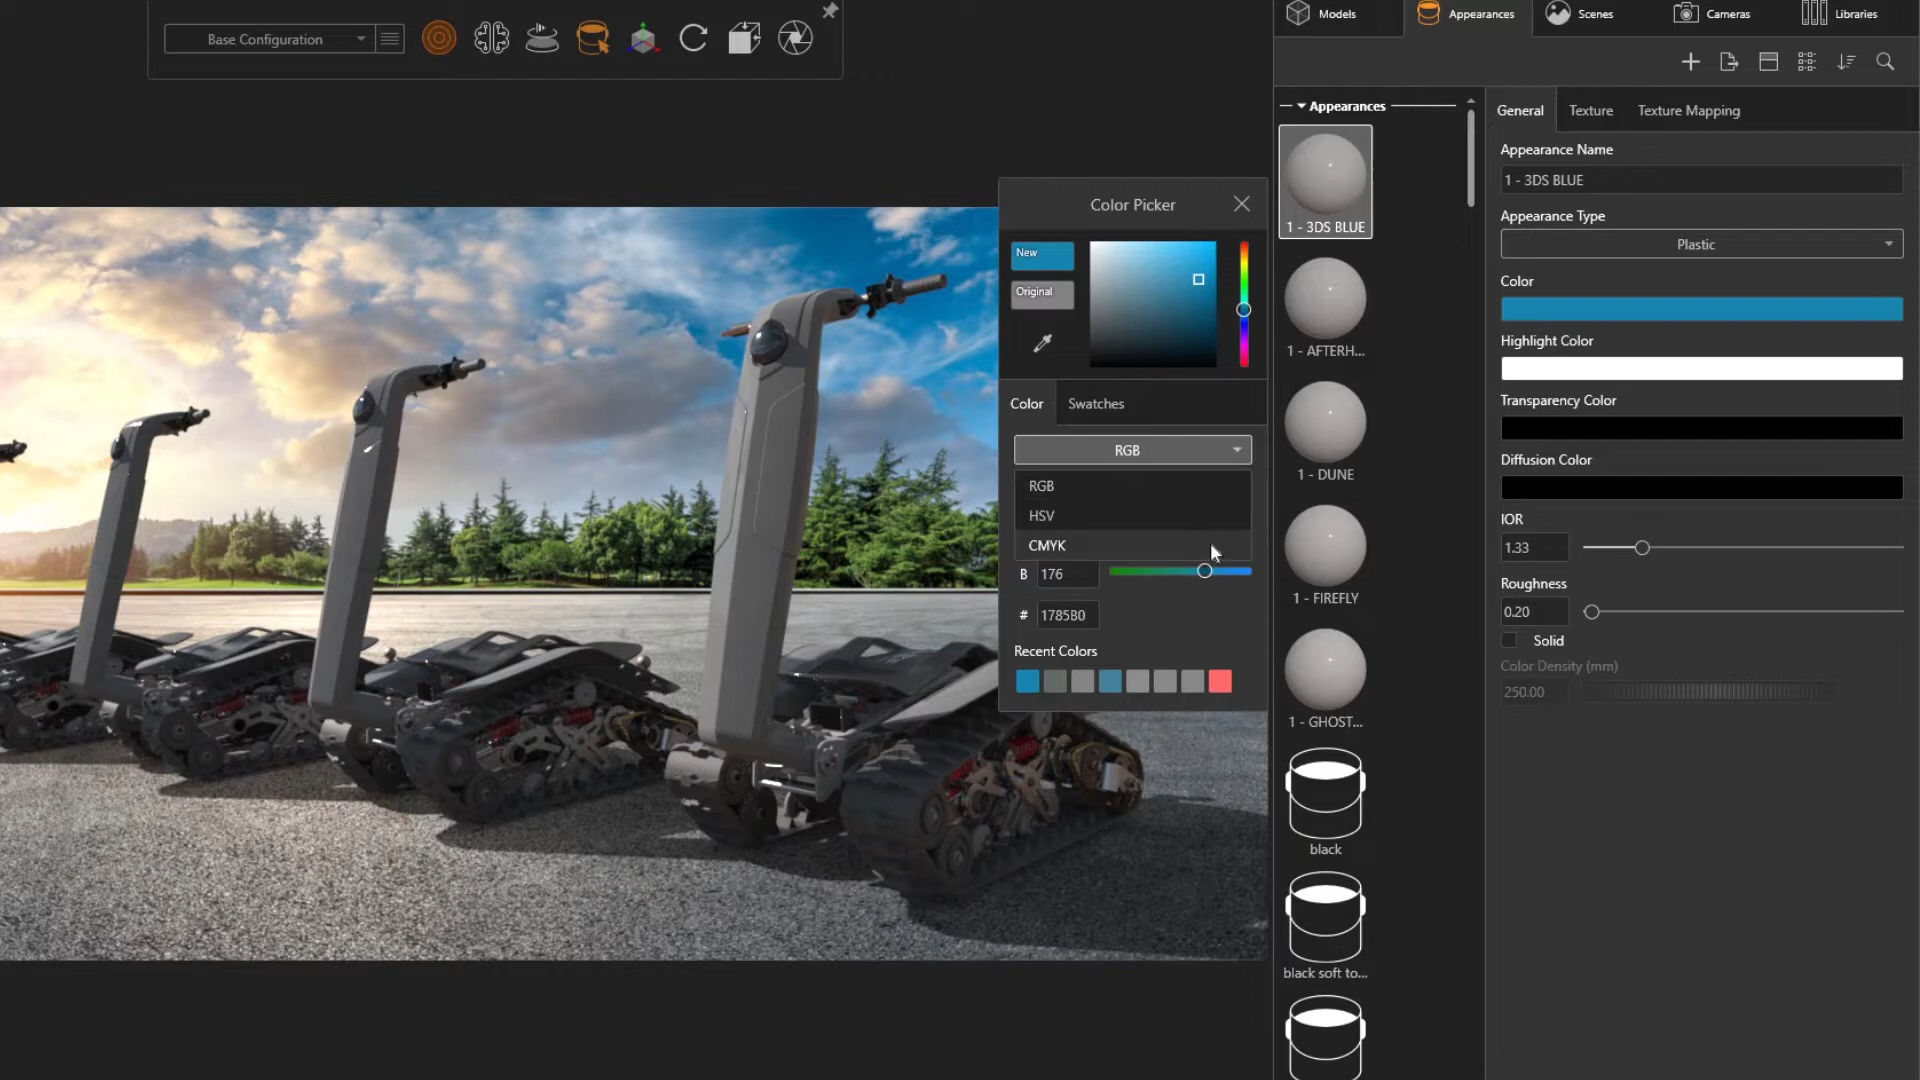 Base Configuration
Models
Appearances
Scenes
Cameras
Libraries
Appearances
1 - 3DS BLUE
1 - AFTERH...
1 - DUNE
1 - FIREFLY
1 - GHOST...
black
black soft to...
General
Texture
Texture Mapping
Appearance Name
1 - 3DS BLUE
Appearance Type
Plastic
Color
Highlight Color
Transparency Color
Diffusion Color
IOR
1.33
Roughness
0.20
Solid
Color Density (mm)
250.00
Color Picker
New
Original
Color
Swatches
RGB
RGB
HSV
CMYK
B 176
# 1785B0
Recent Colors